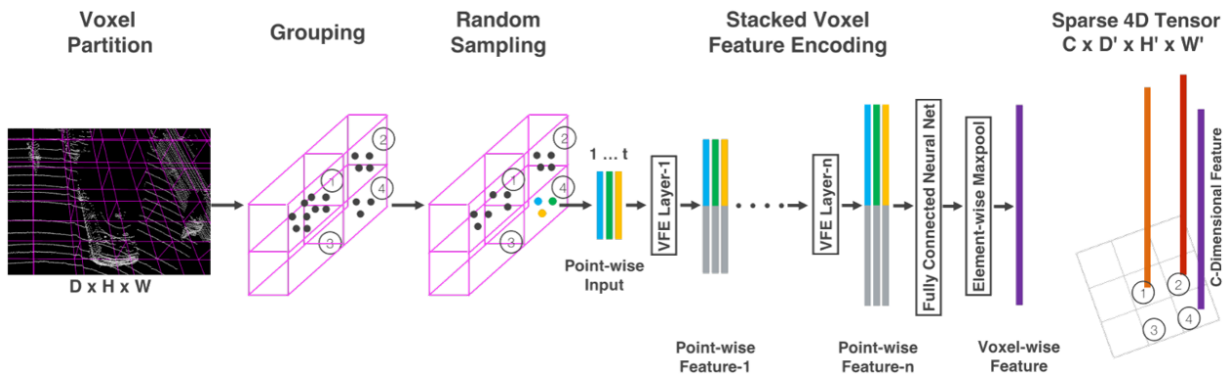 Voxel
Partition
Grouping
Random
Sampling
Stacked Voxel
Feature Encoding
Sparse 4D Tensor
C x D' x H' x W'
D x H x W
1
2
3
4
1
2
3
4
1 ... t
Point-wise
Input
VFE Layer-1
Point-wise
Feature-1
VFE Layer-n
Point-wise
Feature-n
Fully Connected Neural Net
Element-wise Maxpool
Voxel-wise
Feature
1
2
3
4
C-Dimensional Feature